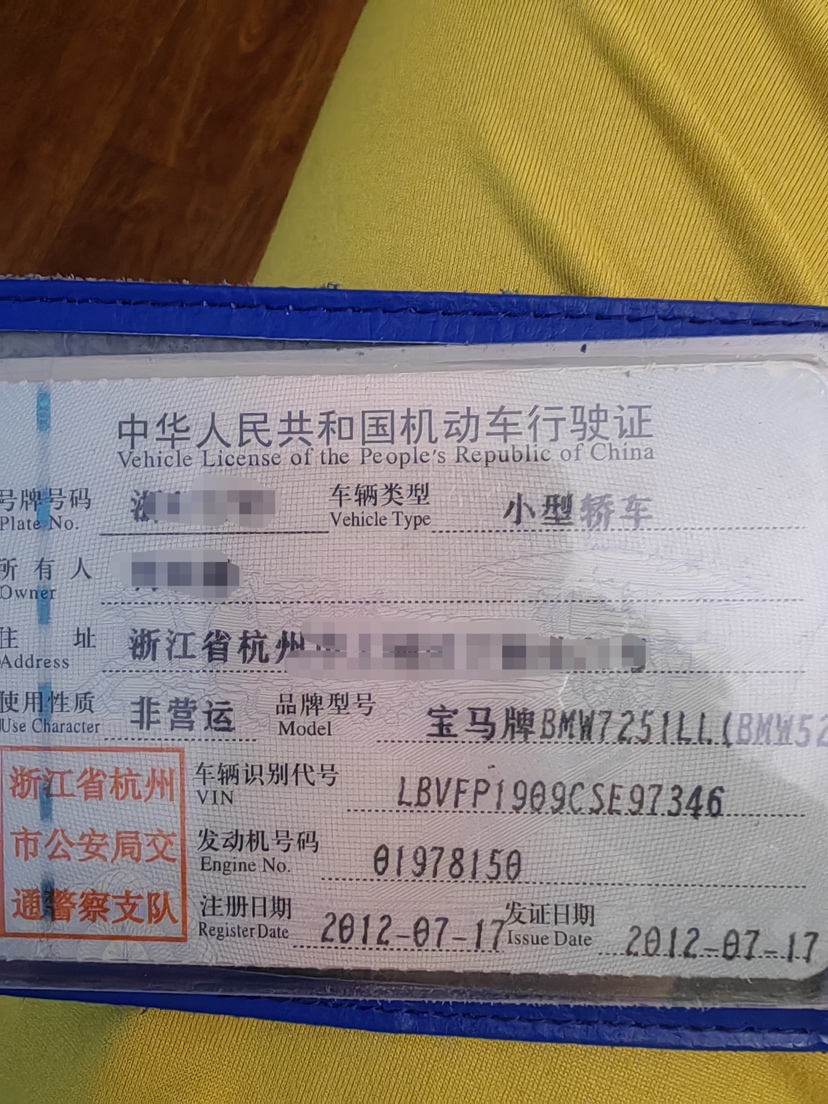 中华人民共和国机动车行驶证
Vehicle License of the People's Republic of China
号牌号码 浙 车辆类型 小型轿车
Plate No. Vehicle Type
所有人
Owner
住址 浙江省杭州
Address
使用性质 非营运 品牌型号 宝马牌BMW7251LL(BMW52
Use Character Model
浙江省杭州 车辆识别代号 LBVFP1909CSE97346
VIN
市公安局交 发动机号码 01978150
Engine No.
通警察支队 注册日期 2012-07-17 发证日期 2012-07-17
Register Date Issue Date